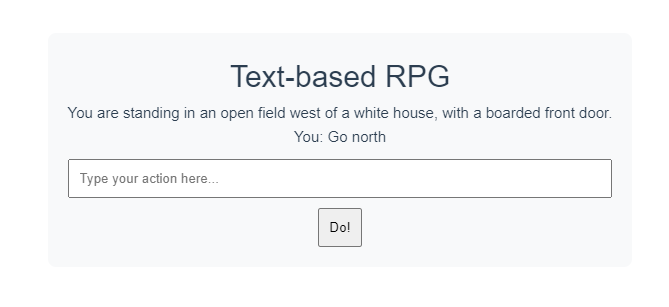 Text-based RPG
You are standing in an open field west of a white house, with a boarded front door.
You: Go north
Type your action here...
Do!